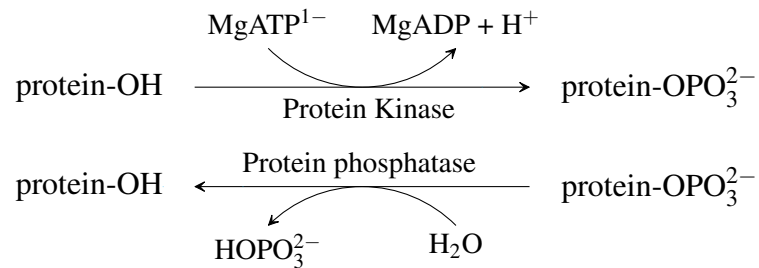 MgATP¹⁻ MgADP + H⁺
protein-OH protein-OPO₃²⁻
Protein Kinase
Protein phosphatase
protein-OH protein-OPO₃²⁻
HOPO₃²⁻ H₂O